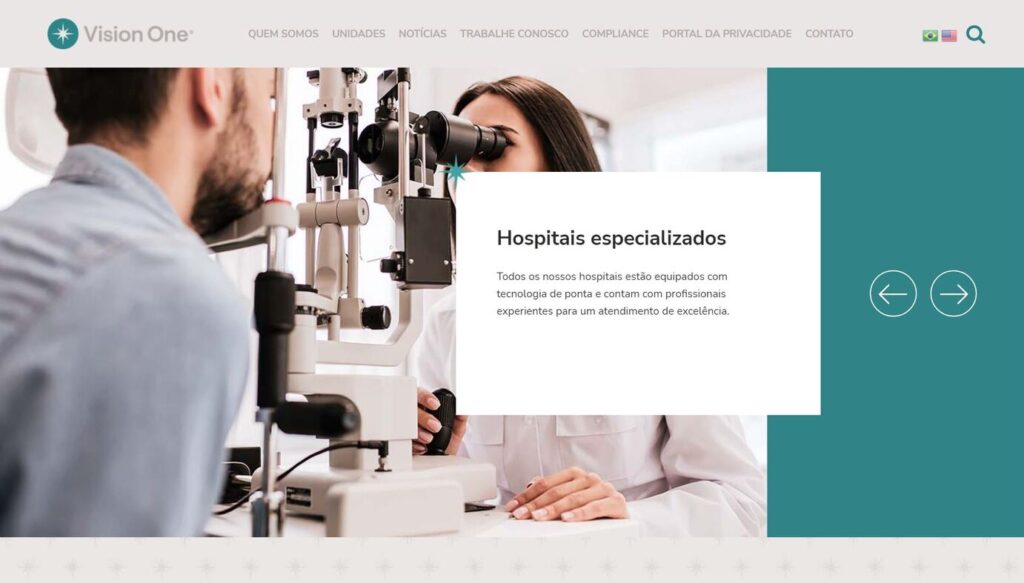 Vision One®
QUEM SOMOS UNIDADES NOTÍCIAS TRABALHE CONOSCO COMPLIANCE PORTAL DA PRIVACIDADE CONTATO
Hospitais especializados
Todos os nossos hospitais estão equipados com
tecnologia de ponta e contam com profissionais
experientes para um atendimento de excelência.